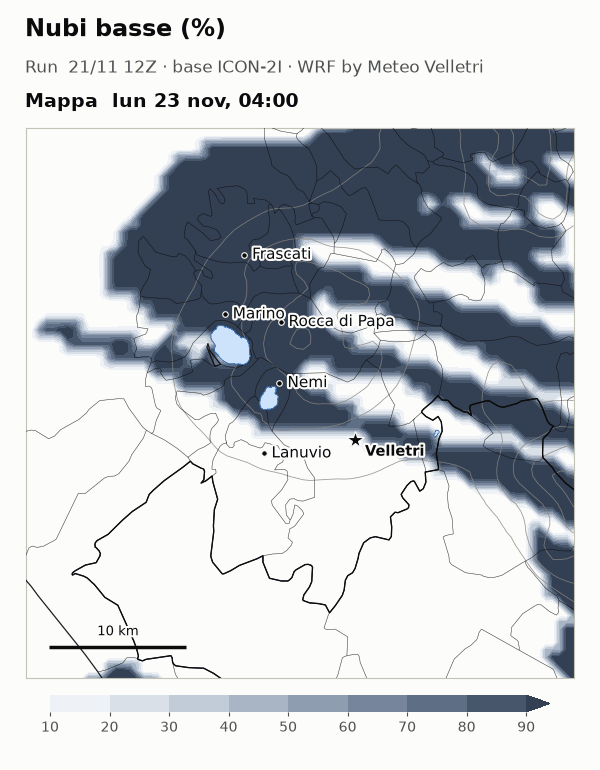 Nubi basse (%)
Run  21/11 12Z · base ICON-2I · WRF by Meteo Velletri
Mappa  lun 23 nov, 04:00
Frascati
Marino
Rocca di Papa
Nemi
Velletri
Lanuvio
10 km
10 20 30 40 50 60 70 80 90